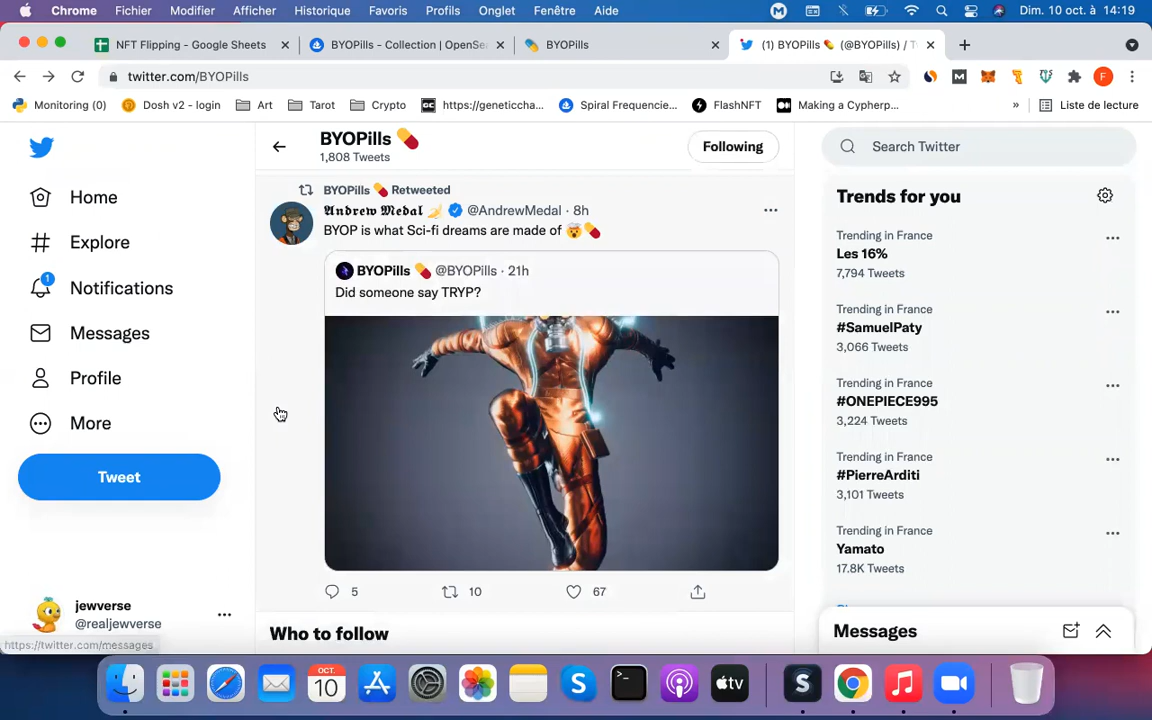 Chrome Fichier Modifier Afficher Historique Favoris Profils Onglet Fenêtre Aide Dim. 10 oct. à 14:19
NFT Flipping - Google Sheets BYOPills - Collection | OpenSea BYOPills (1) BYOPills 💊 (@BYOPills) / T
twitter.com/BYOPills
Monitoring (0) Dosh v2 - login Art Tarot Crypto https://geneticcha... Spiral Frequencie... FlashNFT Making a Cypherp... » Liste de lecture
BYOPills 💊
1,808 Tweets
Following
Search Twitter
Home
Explore
1
Notifications
Messages
Profile
More
Tweet
jewverse
@realjewverse
https://twitter.com/messages
BYOPills 💊 Retweeted
𝕬𝖓𝖉𝖗𝖊𝖜 𝕸𝖊𝖉𝖆𝖑 🍌 @AndrewMedal · 8h
BYOP is what Sci-fi dreams are made of 🤯💊
BYOPills 💊 @BYOPills · 21h
Did someone say TRYP?
5 10 67
Who to follow
Trends for you
Trending in France
Les 16%
7,794 Tweets
Trending in France
#SamuelPaty
3,066 Tweets
Trending in France
#ONEPIECE995
3,224 Tweets
Trending in France
#PierreArditi
3,101 Tweets
Trending in France
Yamato
17.8K Tweets
Messages
OCT.
10
tv